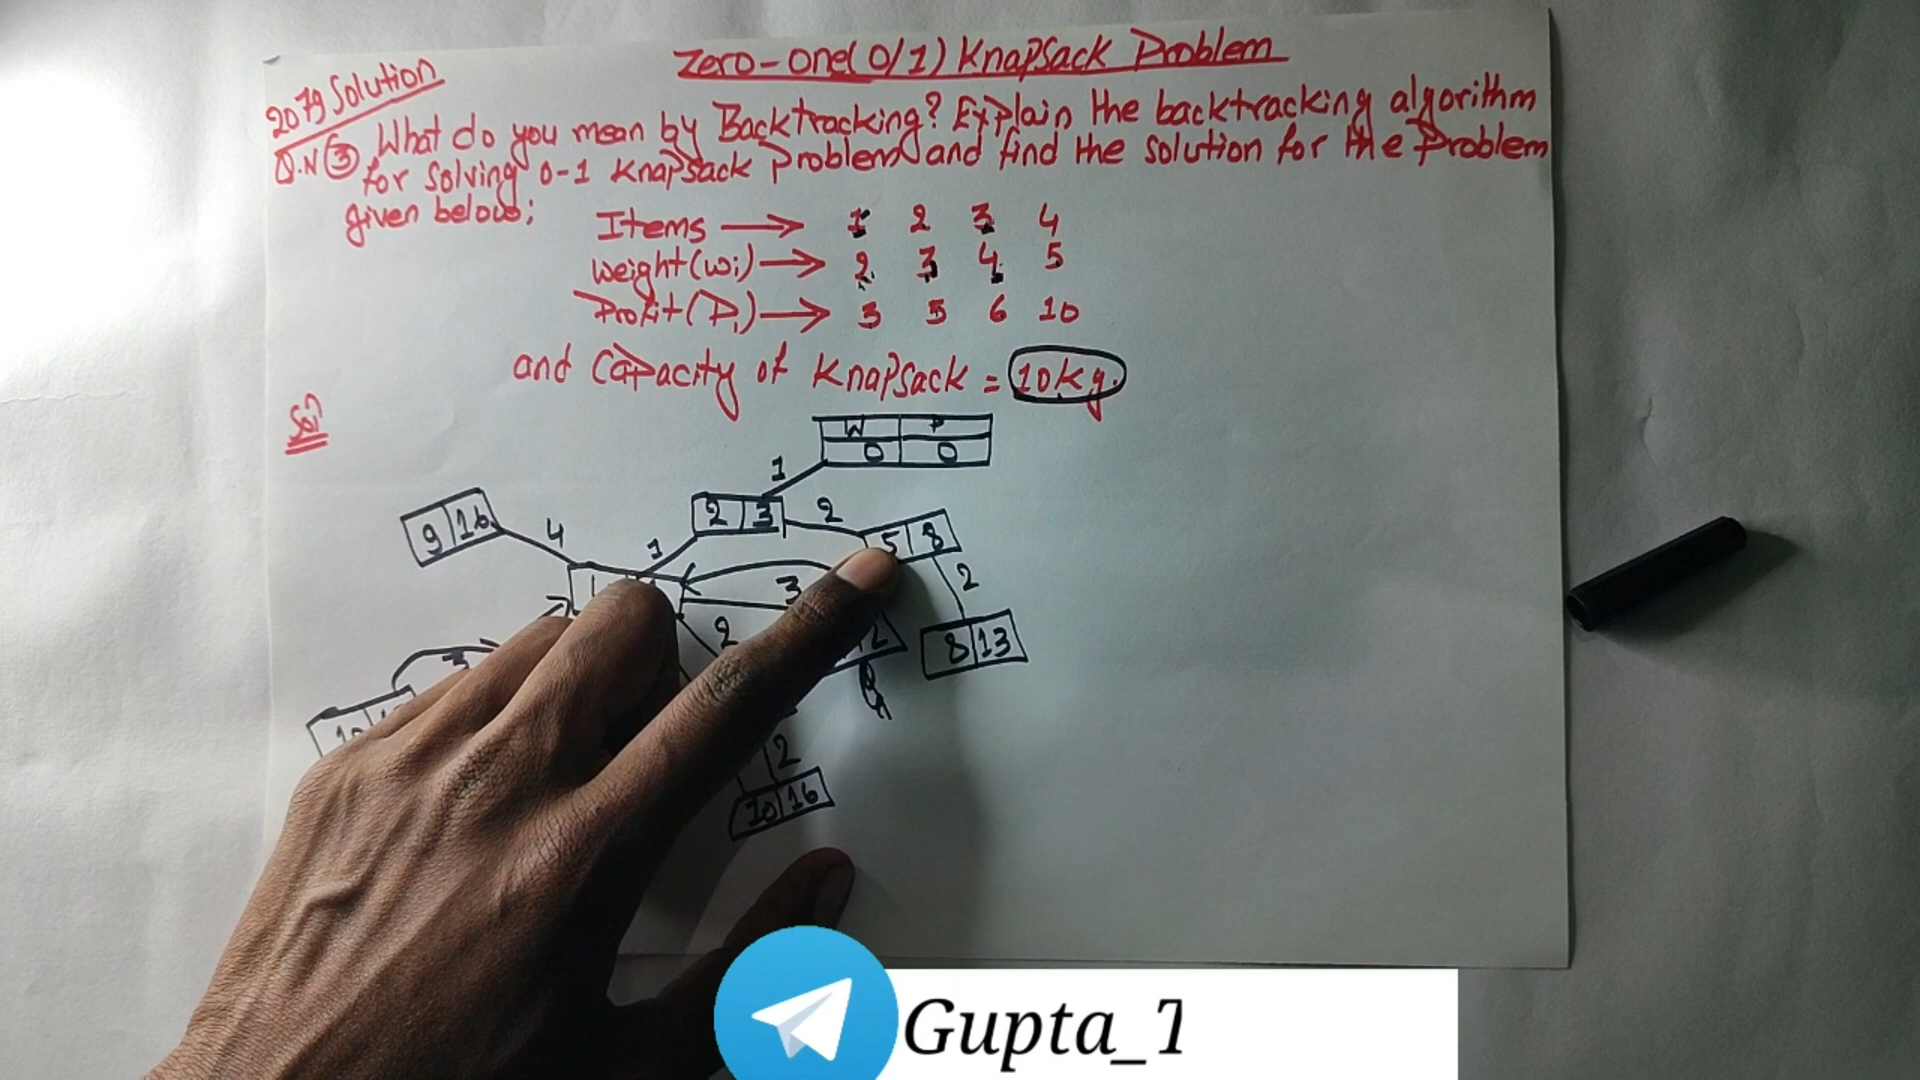 Zero-one(0/1) Knapsack Problem
2079 Solution
Q.N 3 What do you mean by Backtracking? Explain the backtracking algorithm
for solving 0-1 Knapsack Problem and find the solution for the Problem
given below;
Items → 1 2 3 4
Weight(wi) → 2 3 4 5
Profit(Pi) → 3 5 6 10
and Capacity of Knapsack = 10kg.
Soln
W P
0 0
1
2 3
2
5 8
9 16
4
1
3
2
2
8 13
2
10 16
Gupta_T